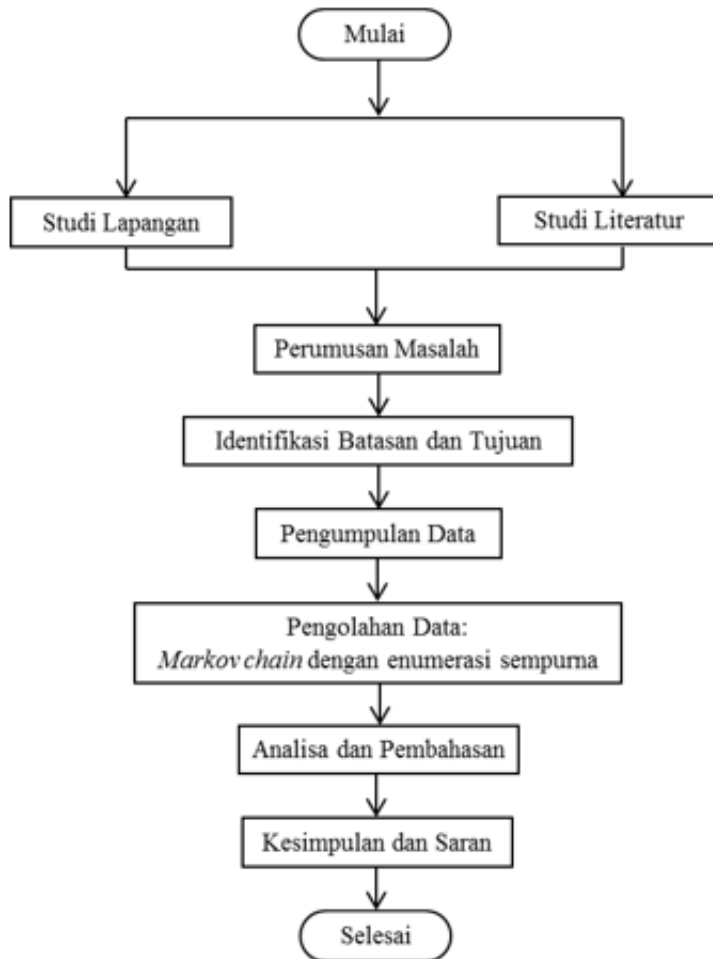 Mulai
Studi Lapangan
Studi Literatur
Perumusan Masalah
Identifikasi Batasan dan Tujuan
Pengumpulan Data
Pengolahan Data:
Markov chain dengan enumerasi sempurna
Analisa dan Pembahasan
Kesimpulan dan Saran
Selesai